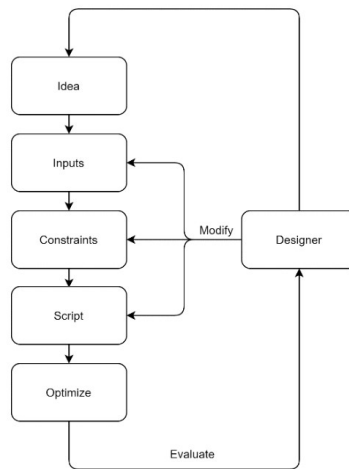 Idea
Inputs
Constraints
Modify
Designer
Script
Optimize
Evaluate